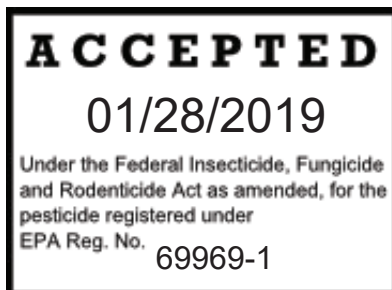 ACCEPTED
01/28/2019
Under the Federal Insecticide, Fungicide
and Rodenticide Act as amended, for the
pesticide registered under
EPA Reg. No. 69969-1